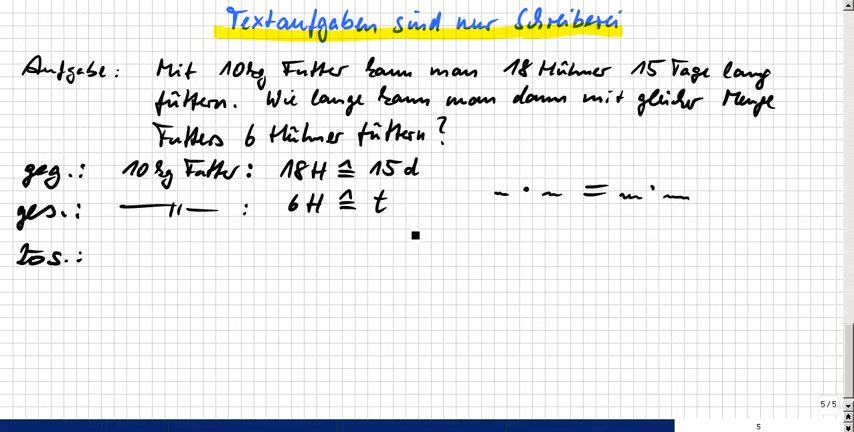 Textaufgaben sind nur Schreiberei
Aufgabe: Mit 10kg Futter kann man 18 Hühner 15 Tage lang
füttern. Wie lange kann man dann mit gleicher Menge
Futters 6 Hühner füttern?
geg.: 10kg Futter: 18H ≙ 15d
ges.: —〃— : 6H ≙ t
~ · ~ = ~ · ~
Lös.:
5/5
5